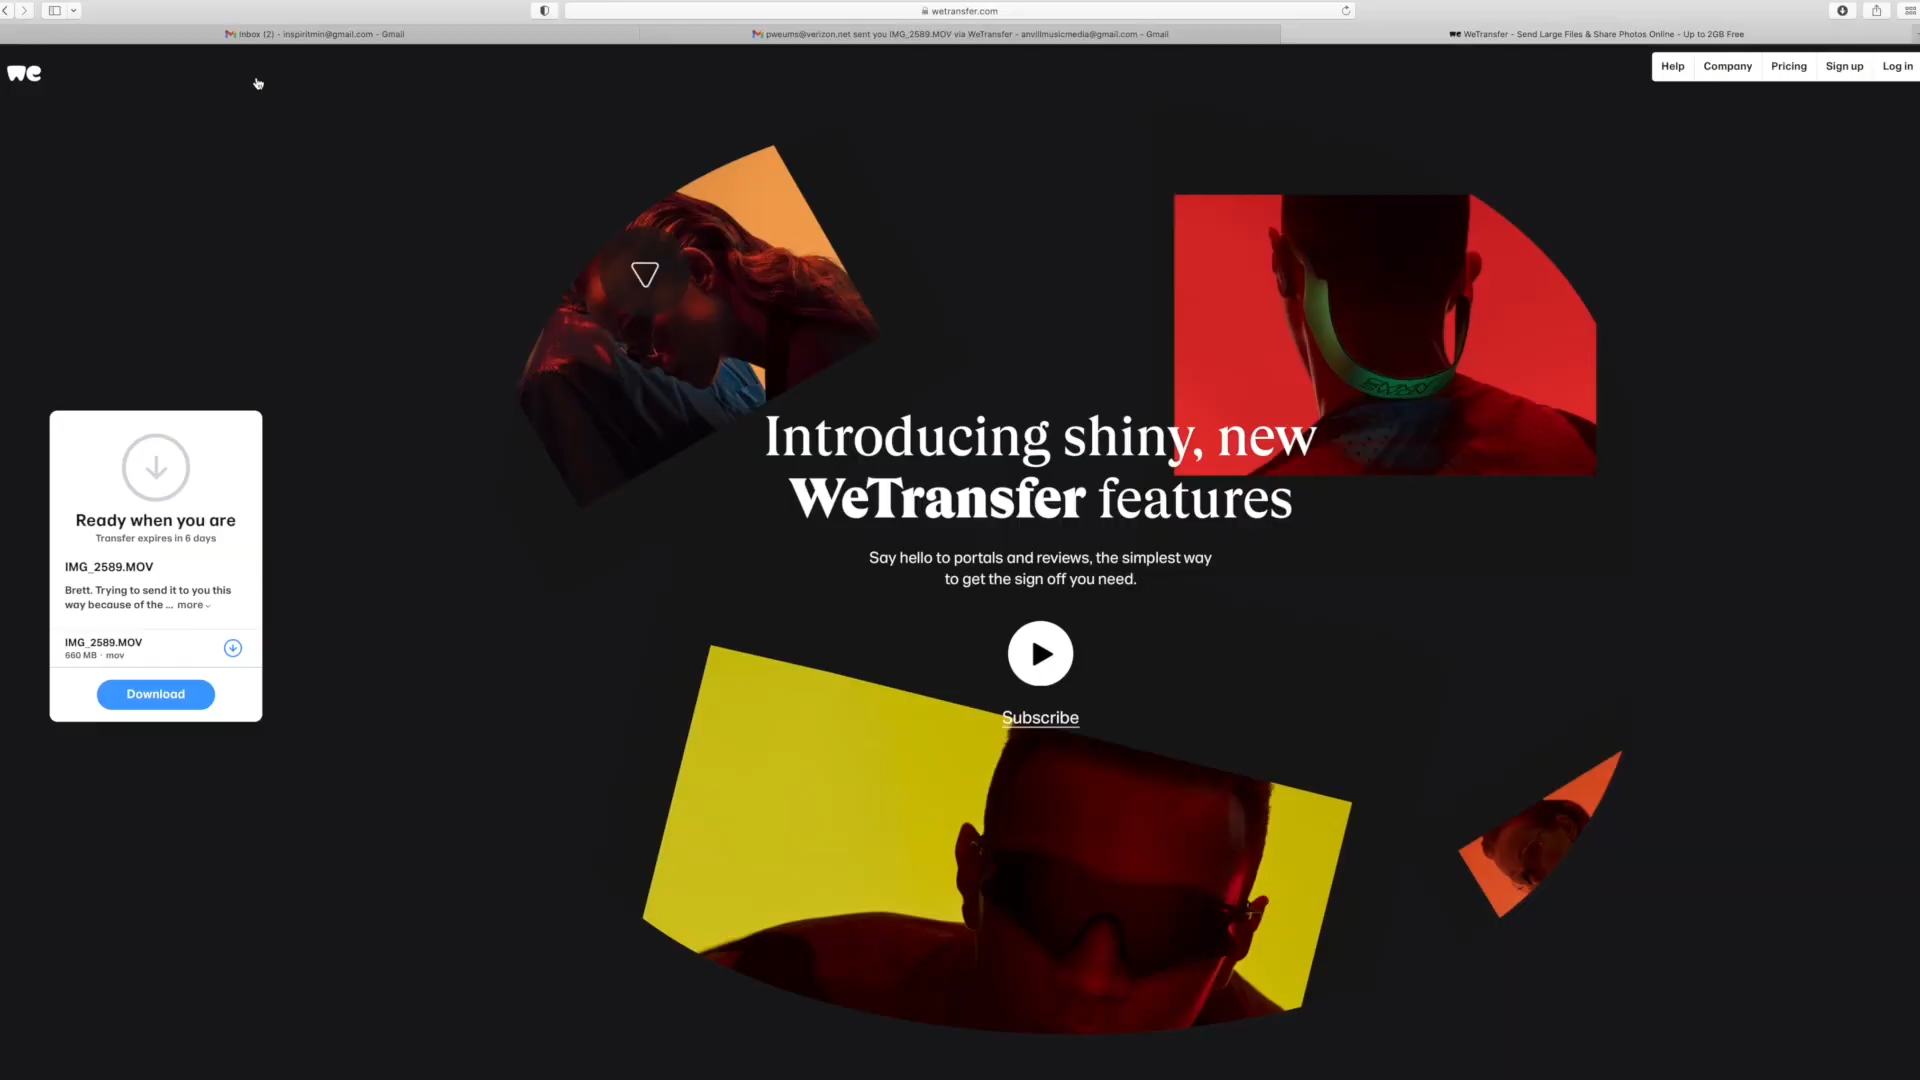 wetransfer.com
Inbox (2) - inspiritmin@gmail.com - Gmail
pweums@verizon.net sent you IMG_2589.MOV via WeTransfer - anvillmusicmedia@gmail.com - Gmail
we WeTransfer - Send Large Files & Share Photos Online - Up to 2GB Free
we
Help Company Pricing Sign up Log in
Introducing shiny, new
WeTransfer features
Say hello to portals and reviews, the simplest way
to get the sign off you need.
Subscribe
Ready when you are
Transfer expires in 6 days
IMG_2589.MOV
Brett. Trying to send it to you this
way because of the ... more
IMG_2589.MOV
660 MB · mov
Download